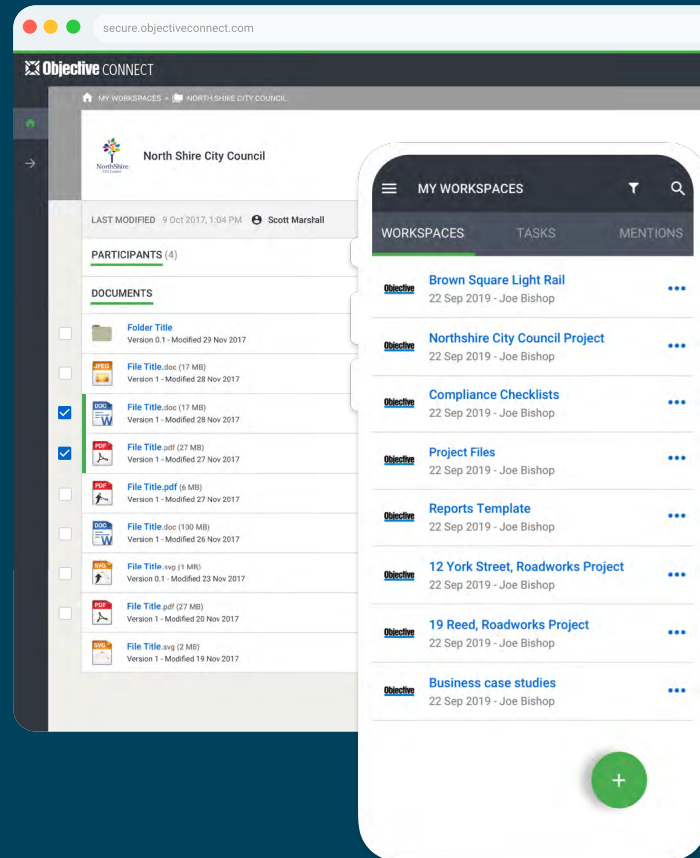 secure.objectiveconnect.com
Objective CONNECT
MY WORKSPACES > NORTH SHIRE CITY COUNCIL
NorthShire
City Council
North Shire City Council
LAST MODIFIED 9 Oct 2017, 1:04 PM Scott Marshall
PARTICIPANTS (4)
DOCUMENTS
Folder Title
Version 0.1 - Modified 29 Nov 2017
JPEG
File Title.doc (17 MB)
Version 1 - Modified 28 Nov 2017
DOC
W
File Title.doc (17 MB)
Version 1 - Modified 28 Nov 2017
PDF
File Title.pdf (27 MB)
Version 1 - Modified 27 Nov 2017
PDF
File Title.pdf (6 MB)
Version 1 - Modified 27 Nov 2017
DOC
W
File Title.doc (100 MB)
Version 1 - Modified 26 Nov 2017
SVG
File Title.svg (1 MB)
Version 0.1 - Modified 23 Nov 2017
PDF
File Title.pdf (27 MB)
Version 1 - Modified 20 Nov 2017
SVG
File Title.svg (2 MB)
Version 1 - Modified 19 Nov 2017
MY WORKSPACES
WORKSPACES TASKS MENTIONS
Objective
Brown Square Light Rail
22 Sep 2019 - Joe Bishop
Objective
Northshire City Council Project
22 Sep 2019 - Joe Bishop
Objective
Compliance Checklists
22 Sep 2019 - Joe Bishop
Objective
Project Files
22 Sep 2019 - Joe Bishop
Objective
Reports Template
22 Sep 2019 - Joe Bishop
Objective
12 York Street, Roadworks Project
22 Sep 2019 - Joe Bishop
Objective
19 Reed, Roadworks Project
22 Sep 2019 - Joe Bishop
Objective
Business case studies
22 Sep 2019 - Joe Bishop